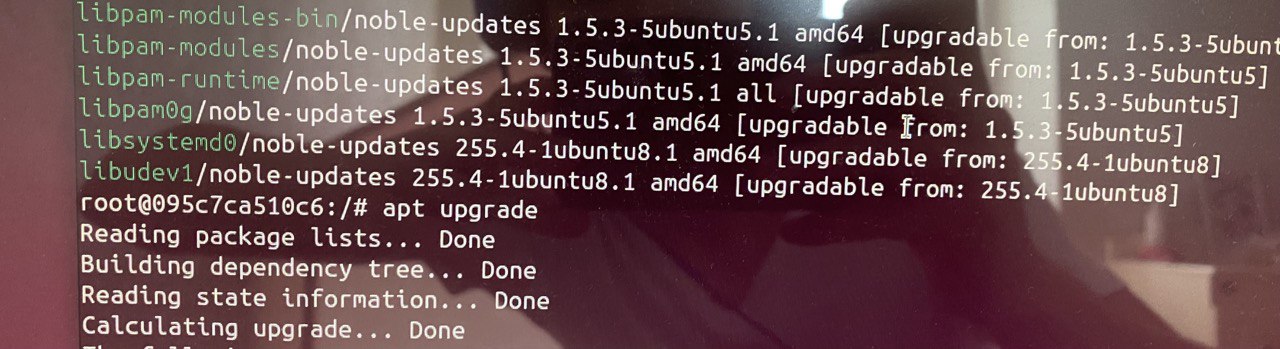 libpam-modules-bin/noble-updates 1.5.3-5ubuntu5.1 amd64 [upgradable from: 1.5.3-5ubunt
libpam-modules/noble-updates 1.5.3-5ubuntu5.1 amd64 [upgradable from: 1.5.3-5ubuntu5]
libpam-runtime/noble-updates 1.5.3-5ubuntu5.1 all [upgradable from: 1.5.3-5ubuntu5]
libpam0g/noble-updates 1.5.3-5ubuntu5.1 amd64 [upgradable from: 1.5.3-5ubuntu5]
libsystemd0/noble-updates 255.4-1ubuntu8.1 amd64 [upgradable from: 255.4-1ubuntu8]
libudev1/noble-updates 255.4-1ubuntu8.1 amd64 [upgradable from: 255.4-1ubuntu8]
root@095c7ca510c6:/# apt upgrade
Reading package lists... Done
Building dependency tree... Done
Reading state information... Done
Calculating upgrade... Done